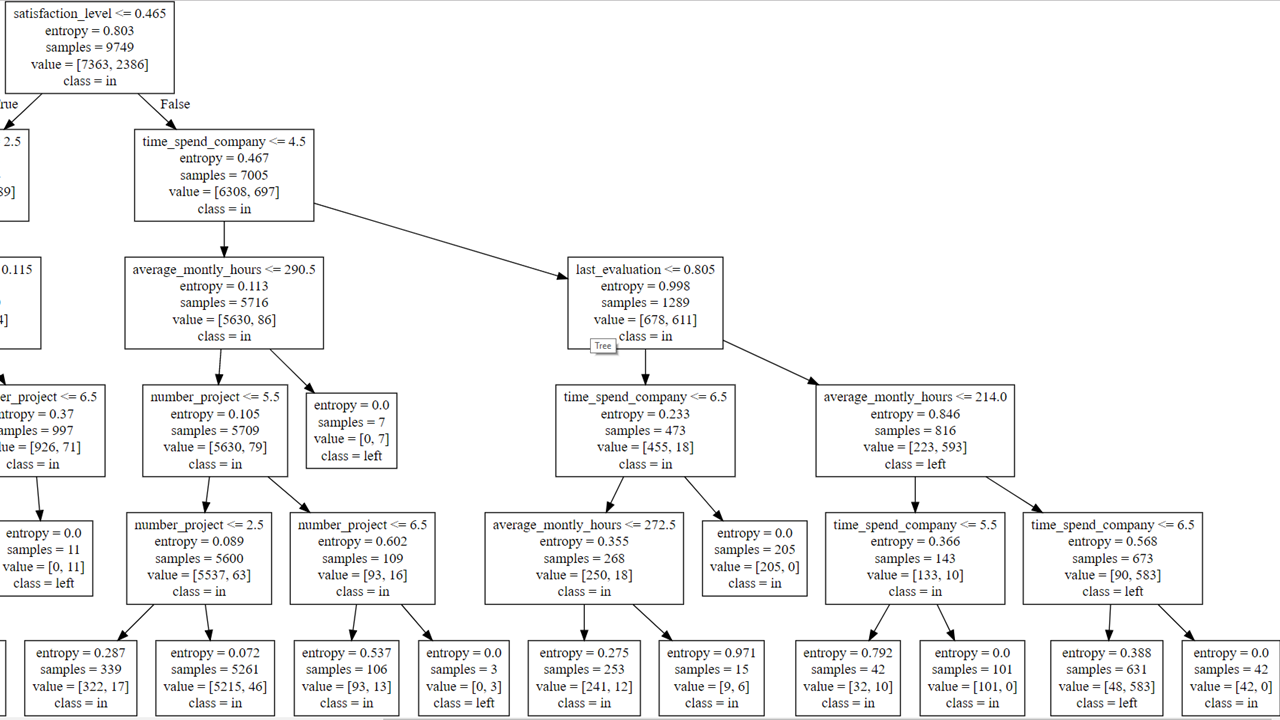 satisfaction_level <= 0.465
entropy = 0.803
samples = 9749
value = [7363, 2386]
class = in
rue
False
2.5
89]
time_spend_company <= 4.5
entropy = 0.467
samples = 7005
value = [6308, 697]
class = in
0.115
4]
average_montly_hours <= 290.5
entropy = 0.113
samples = 5716
value = [5630, 86]
class = in
last_evaluation <= 0.805
entropy = 0.998
samples = 1289
value = [678, 611]
class = in
Tree
er_project <= 6.5
ntropy = 0.37
amples = 997
lue = [926, 71]
class = in
number_project <= 5.5
entropy = 0.105
samples = 5709
value = [5630, 79]
class = in
entropy = 0.0
samples = 7
value = [0, 7]
class = left
time_spend_company <= 6.5
entropy = 0.233
samples = 473
value = [455, 18]
class = in
average_montly_hours <= 214.0
entropy = 0.846
samples = 816
value = [223, 593]
class = left
entropy = 0.0
samples = 11
value = [0, 11]
class = left
number_project <= 2.5
entropy = 0.089
samples = 5600
value = [5537, 63]
class = in
number_project <= 6.5
entropy = 0.602
samples = 109
value = [93, 16]
class = in
average_montly_hours <= 272.5
entropy = 0.355
samples = 268
value = [250, 18]
class = in
entropy = 0.0
samples = 205
value = [205, 0]
class = in
time_spend_company <= 5.5
entropy = 0.366
samples = 143
value = [133, 10]
class = in
time_spend_company <= 6.5
entropy = 0.568
samples = 673
value = [90, 583]
class = left
entropy = 0.287
samples = 339
value = [322, 17]
class = in
entropy = 0.072
samples = 5261
value = [5215, 46]
class = in
entropy = 0.537
samples = 106
value = [93, 13]
class = in
entropy = 0.0
samples = 3
value = [0, 3]
class = left
entropy = 0.275
samples = 253
value = [241, 12]
class = in
entropy = 0.971
samples = 15
value = [9, 6]
class = in
entropy = 0.792
samples = 42
value = [32, 10]
class = in
entropy = 0.0
samples = 101
value = [101, 0]
class = in
entropy = 0.388
samples = 631
value = [48, 583]
class = left
entropy = 0.0
samples = 42
value = [42, 0]
class = in